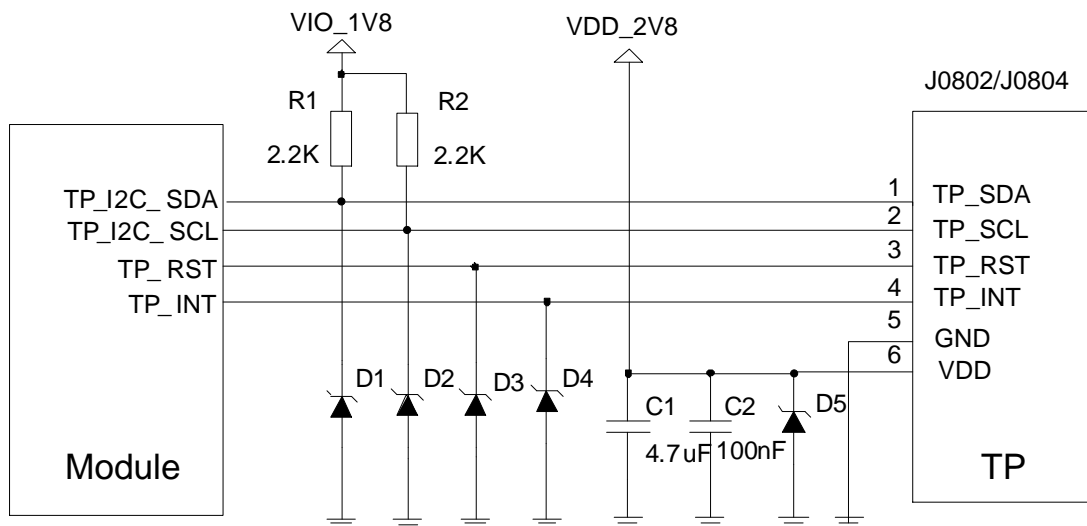 VIO_1V8
VDD_2V8
J0802/J0804
R1
R2
2.2K
2.2K
TP_I2C_ SDA
1
TP_SDA
TP_I2C_ SCL
2
TP_SCL
TP_ RST
3
TP_RST
TP_ INT
4
TP_INT
5
GND
6
VDD
D1
D2
D3
D4
C1
C2
D5
4.7uF
100nF
Module
TP